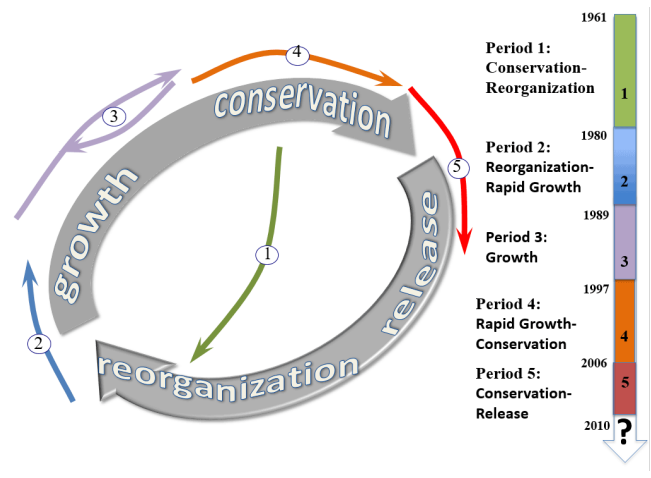 conservation
growth
release
reorganization
1
2
3
4
5
Period 1:
Conservation-
Reorganization
Period 2:
Reorganization-
Rapid Growth
Period 3:
Growth
Period 4:
Rapid Growth-
Conservation
Period 5:
Conservation-
Release
1961
1
1980
2
1989
3
1997
4
2006
5
2010
?